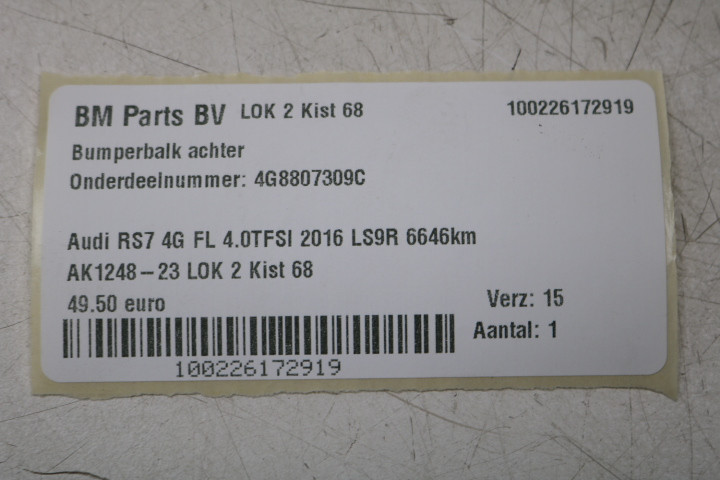 BM Parts BV LOK 2 Kist 68 100226172919
Bumperbalk achter
Onderdeelnummer: 4G8807309C
Audi RS7 4G FL 4.0TFSI 2016 LS9R 6646km
AK1248-23 LOK 2 Kist 68
49.50 euro Verz: 15
Aantal: 1
100226172919